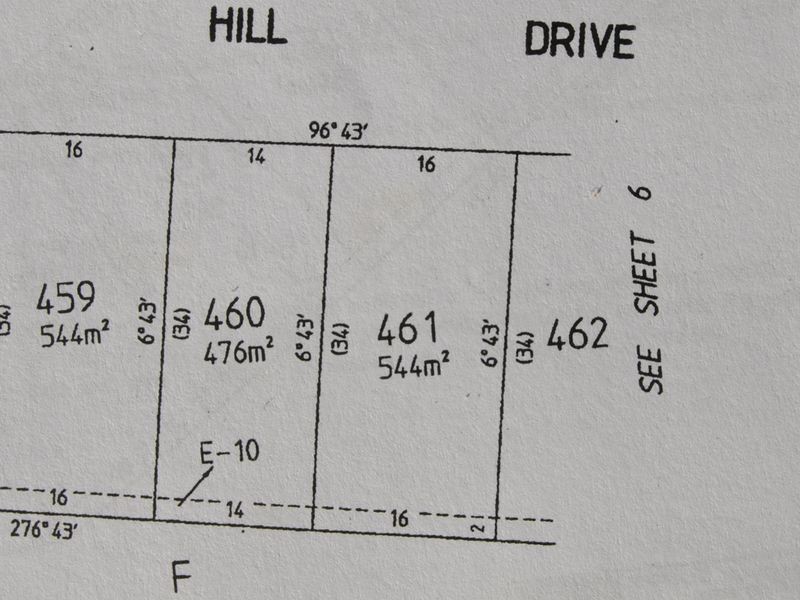 HILL DRIVE
96°43'
16 14 16
459 460 461 462
544m² 476m² 544m²
(34) 6°43' (34) 6°43' (34) 6°43' (34)
SEE SHEET 6
E-10
16 14 16 2
276°43'
F